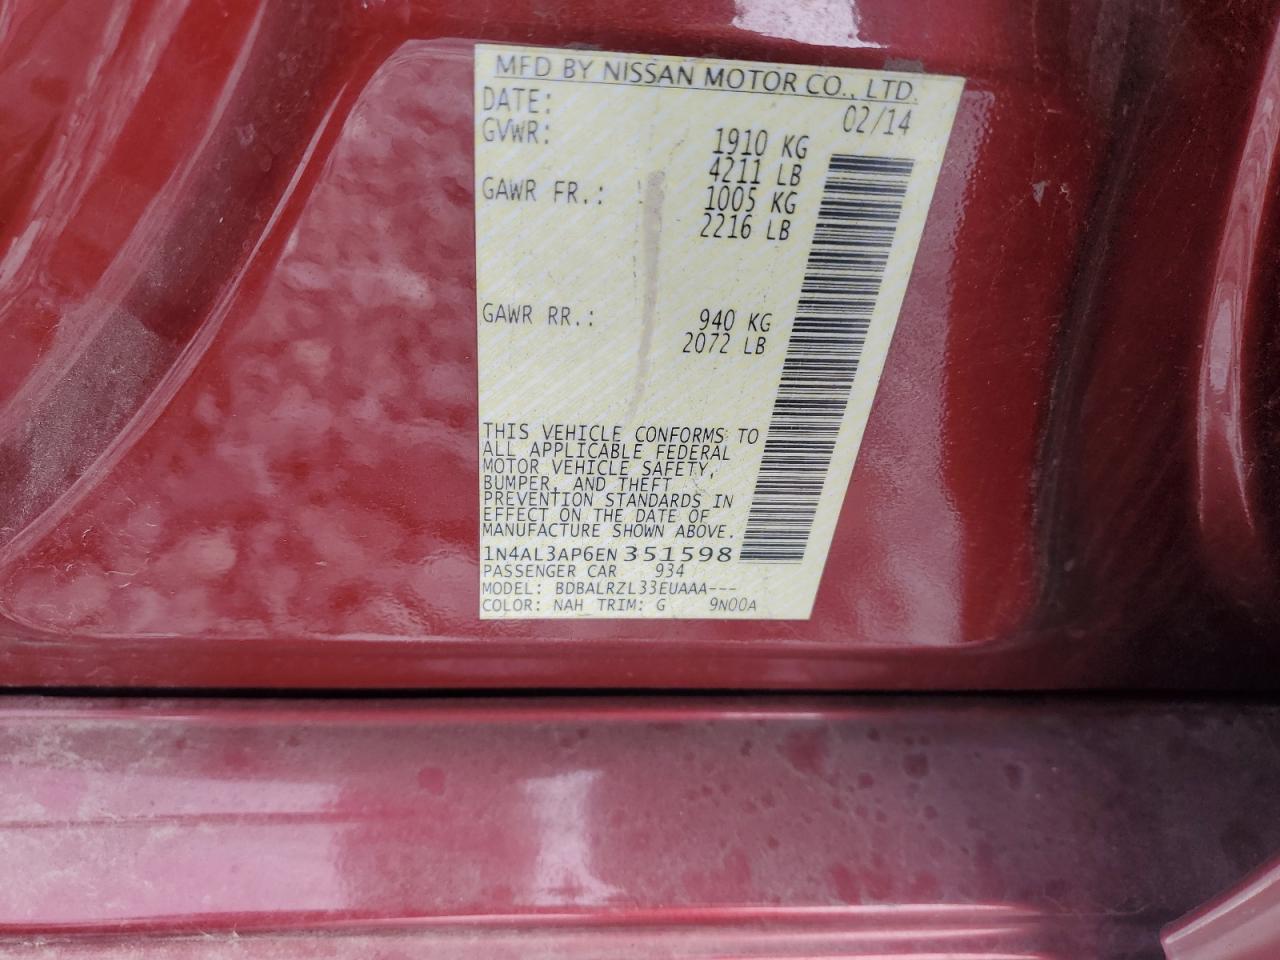 MFD BY NISSAN MOTOR CO., LTD.
DATE: 02/14
GVWR: 1910 KG
4211 LB
GAWR FR.: 1005 KG
2216 LB
GAWR RR.: 940 KG
2072 LB
THIS VEHICLE CONFORMS TO
ALL APPLICABLE FEDERAL
MOTOR VEHICLE SAFETY,
BUMPER, AND THEFT
PREVENTION STANDARDS IN
EFFECT ON THE DATE OF
MANUFACTURE SHOWN ABOVE.
1N4AL3AP6EN351598
PASSENGER CAR 934
MODEL: BDBALRZL33EUAAA---
COLOR: NAH TRIM: G 9N00A